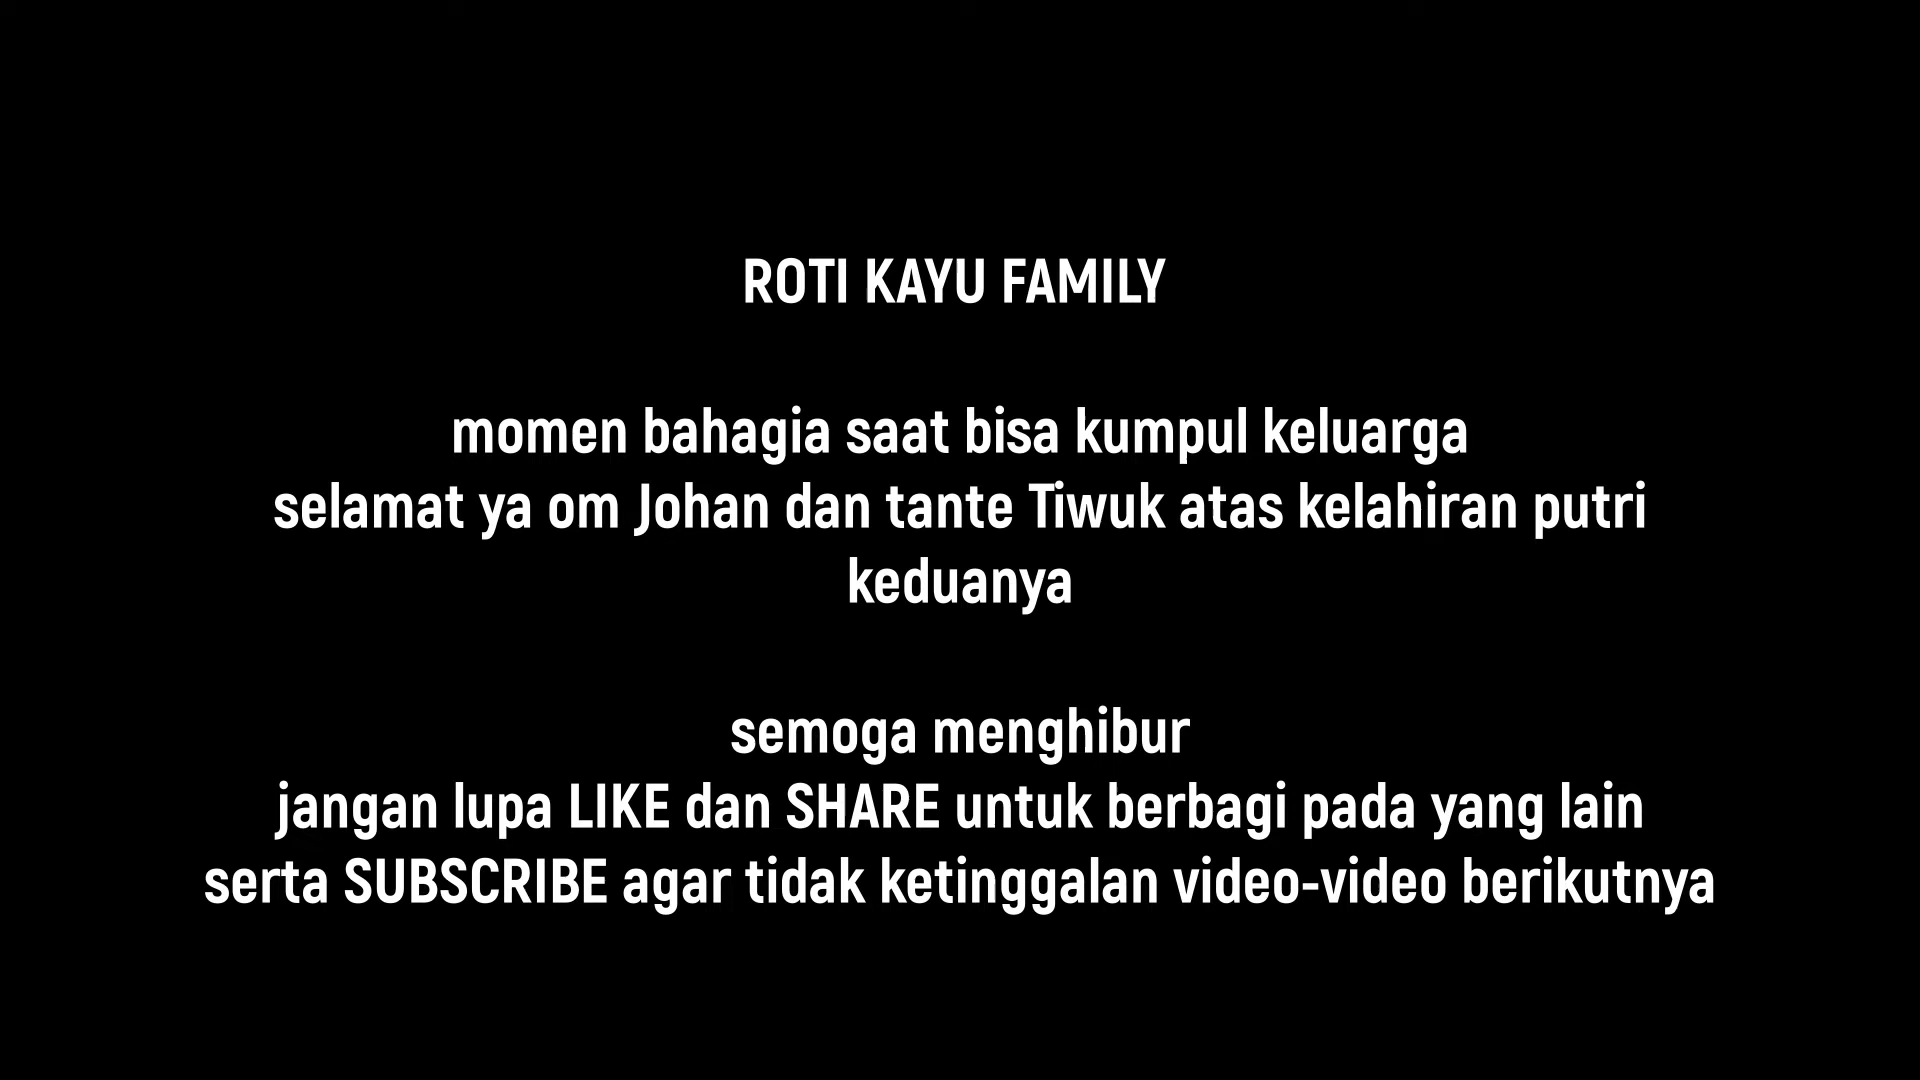 ROTI KAYU FAMILY
momen bahagia saat bisa kumpul keluarga
selamat ya om Johan dan tante Tiwuk atas kelahiran putri
keduanya
semoga menghibur
jangan lupa LIKE dan SHARE untuk berbagi pada yang lain
serta SUBSCRIBE agar tidak ketinggalan video-video berikutnya